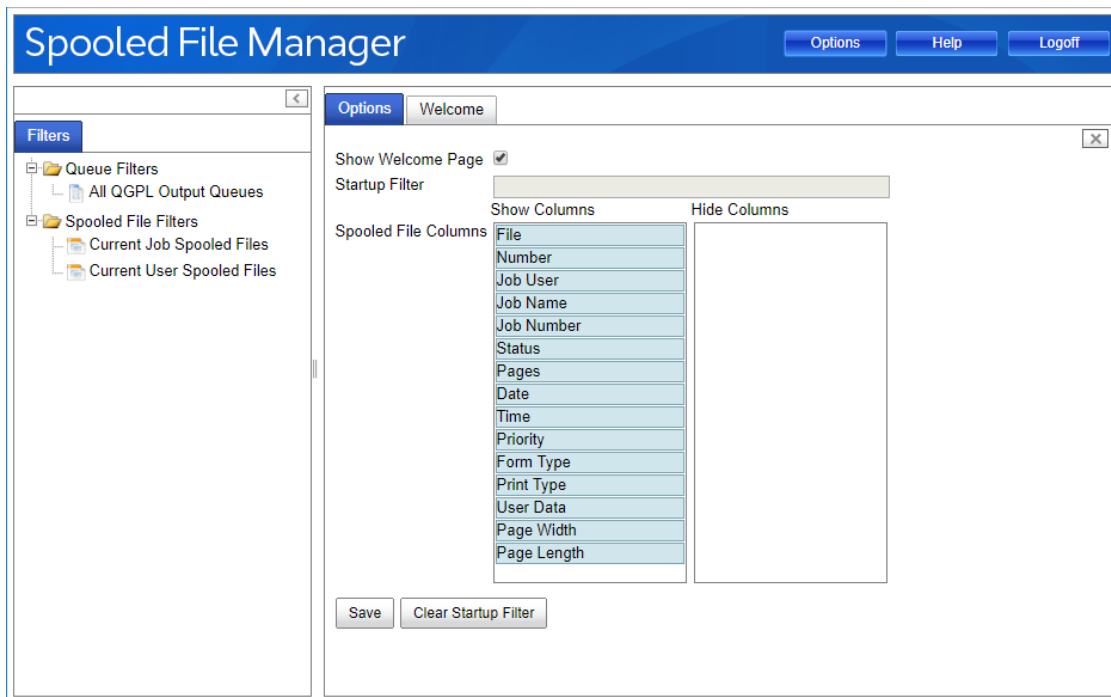 Spooled File Manager
Options Help Logoff
Filters
Queue Filters
All QGPL Output Queues
Spooled File Filters
Current Job Spooled Files
Current User Spooled Files
Options Welcome
Show Welcome Page
Startup Filter
Show Columns Hide Columns
Spooled File Columns
File
Number
Job User
Job Name
Job Number
Status
Pages
Date
Time
Priority
Form Type
Print Type
User Data
Page Width
Page Length
Save Clear Startup Filter